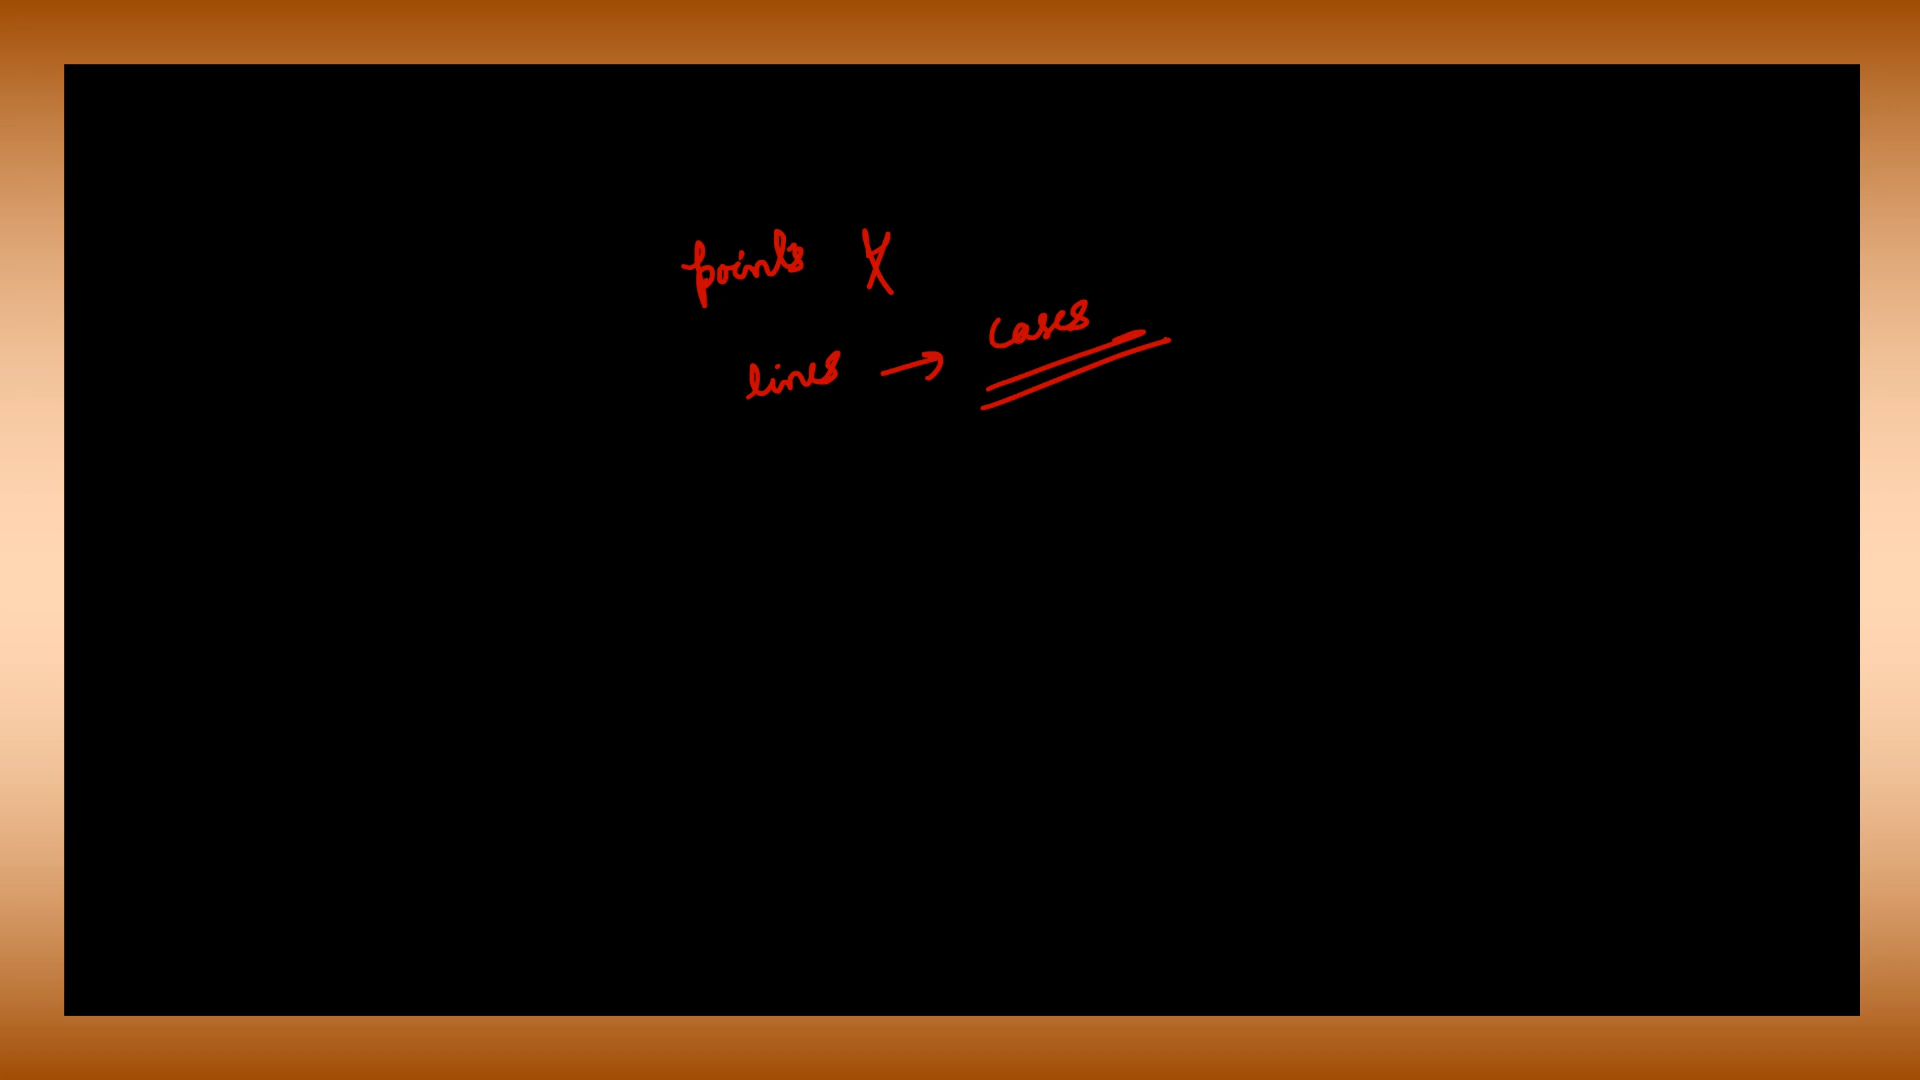 points X
lines → cases